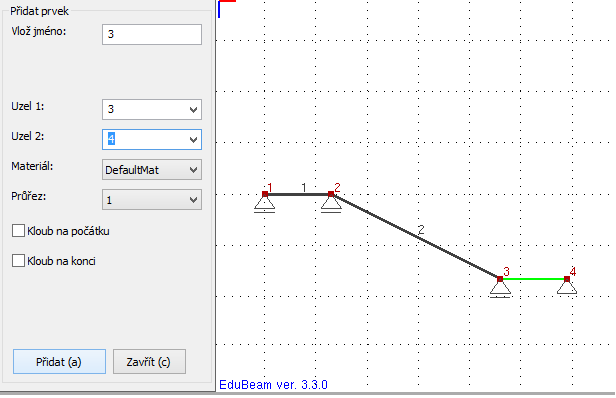 Přidat prvek
Vlož jméno: 3
Uzel 1: 3
Uzel 2: 4
Materiál: DefaultMat
Průřez: 1
Kloub na počátku
Kloub na konci
Přidat (a) Zavřít (c)
1 1 2
2
3 4
EduBeam ver. 3.3.0